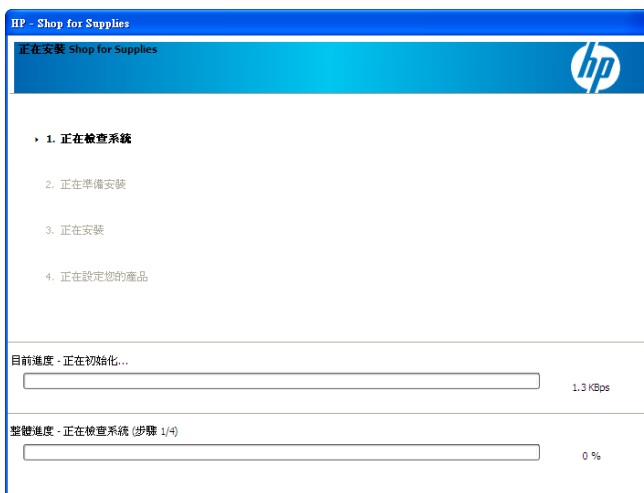 HP - Shop for Supplies
正在安裝 Shop for Supplies
hp
1. 正在檢查系統
2. 正在準備安裝
3. 正在安裝
4. 正在設定您的產品
目前進度 - 正在初始化...
1.3 KBps
整體進度 - 正在檢查系統 (步驟 1/4)
0 %